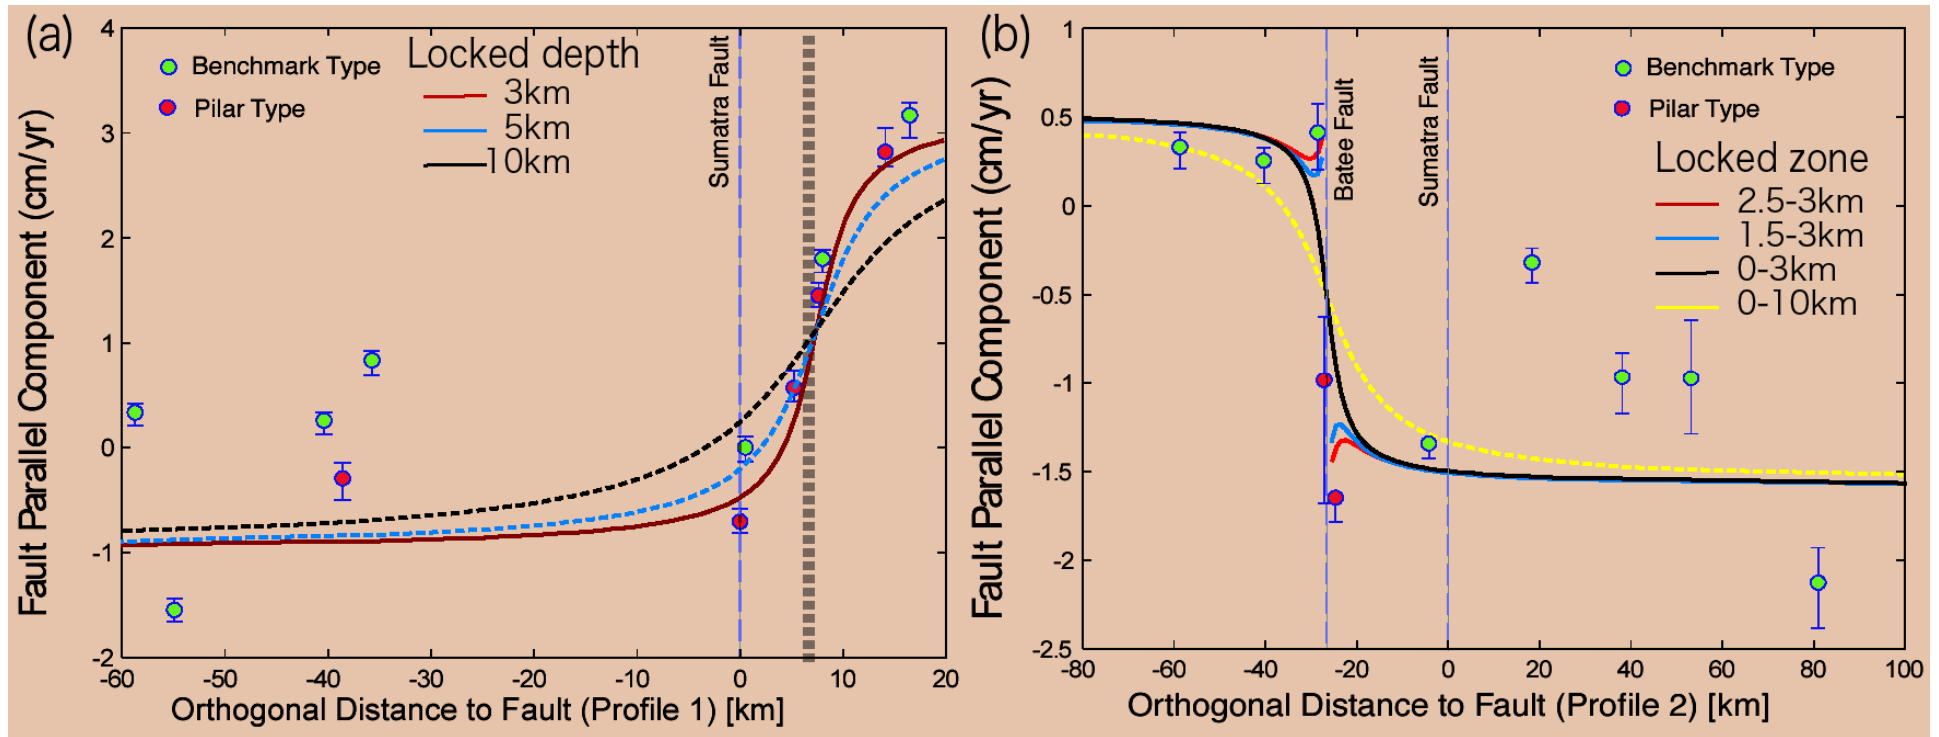 (a)
Benchmark Type
Pilar Type
Locked depth
3km
5km
10km
Sumatra Fault
Fault Parallel Component (cm/yr)
4
3
2
1
0
-1
-2
-60
-50
-40
-30
-20
-10
0
10
20
Orthogonal Distance to Fault (Profile 1) [km]
(b)
Benchmark Type
Pilar Type
Locked zone
2.5-3km
1.5-3km
0-3km
0-10km
Batee Fault
Sumatra Fault
Fault Parallel Component (cm/yr)
1
0.5
0
-0.5
-1
-1.5
-2
-2.5
-80
-60
-40
-20
0
20
40
60
80
100
Orthogonal Distance to Fault (Profile 2) [km]